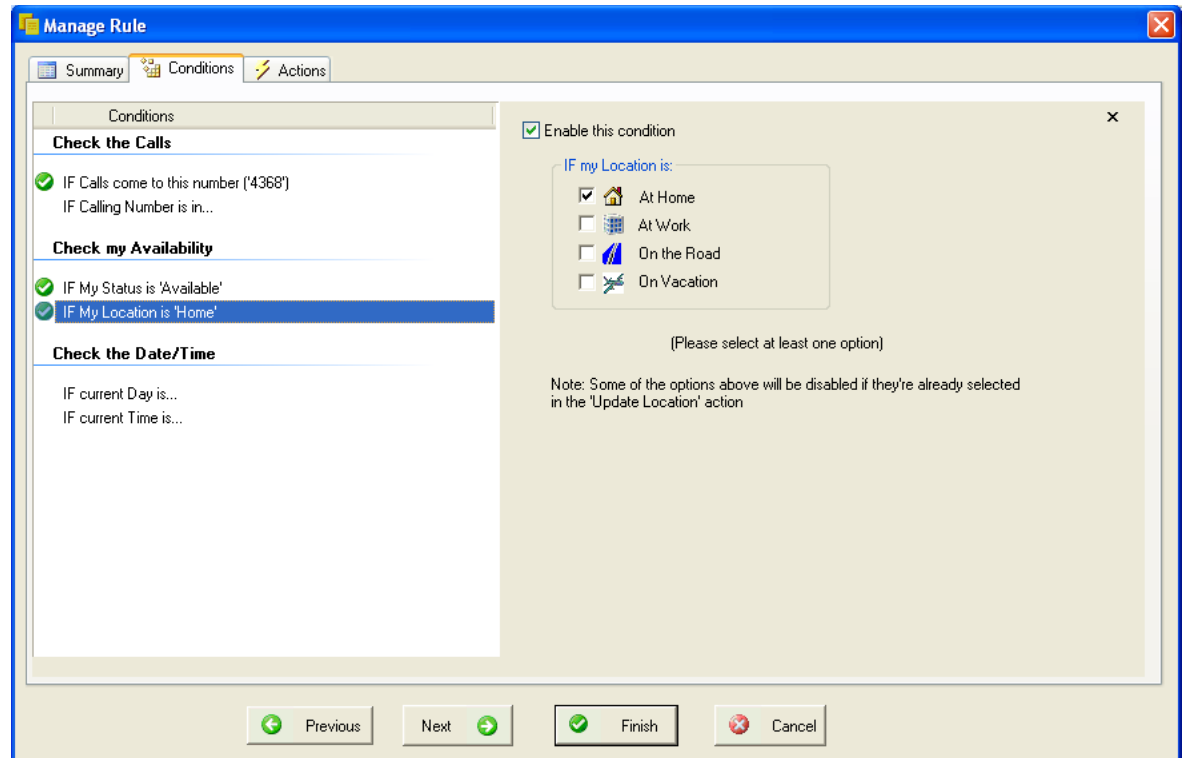 Manage Rule
Summary
Conditions
Actions
Conditions
Check the Calls
IF Calls come to this number ('4368')
IF Calling Number is in...
Check my Availability
IF My Status is 'Available'
IF My Location is 'Home'
Check the Date/Time
IF current Day is...
IF current Time is...
Enable this condition
IF my Location is:
At Home
At Work
On the Road
On Vacation
(Please select at least one option)
Note: Some of the options above will be disabled if they're already selected
in the 'Update Location' action
Previous
Next
Finish
Cancel